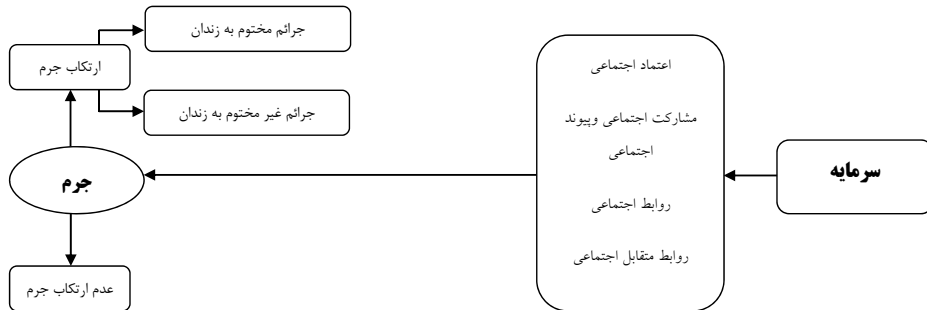 سرمایه
اعتماد اجتماعی
مشارکت اجتماعی وپیوند
اجتماعی
روابط اجتماعی
روابط متقابل اجتماعی
جرم
ارتکاب جرم
جرائم مختوم به زندان
جرائم غیر مختوم به زندان
عدم ارتکاب جرم